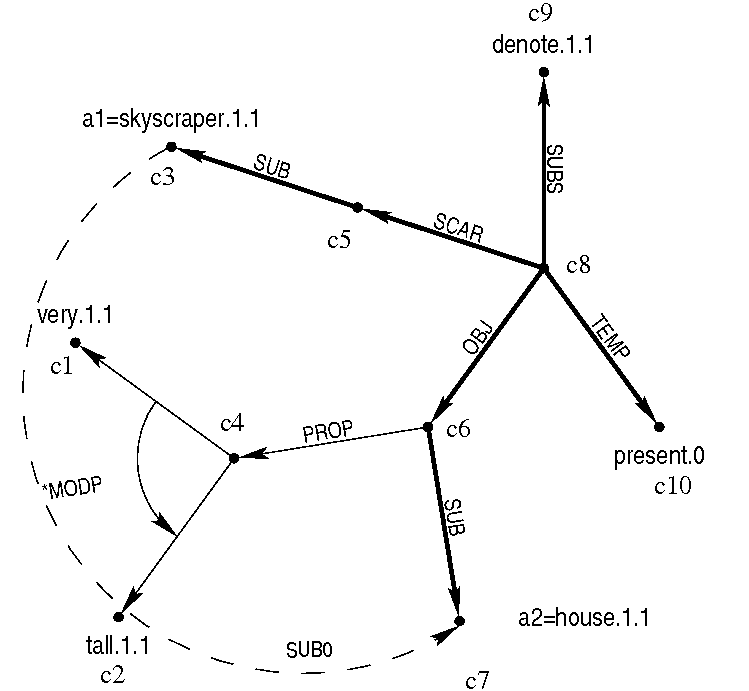 c9
denote.1.1
a1=skyscraper.1.1
c3
SUB
SUBS
c5
SCAR
c8
very.1.1
c1
OBJ
TEMP
c4
PROP
c6
present.0
c10
*MODP
SUB
tall.1.1
c2
SUB0
a2=house.1.1
c7